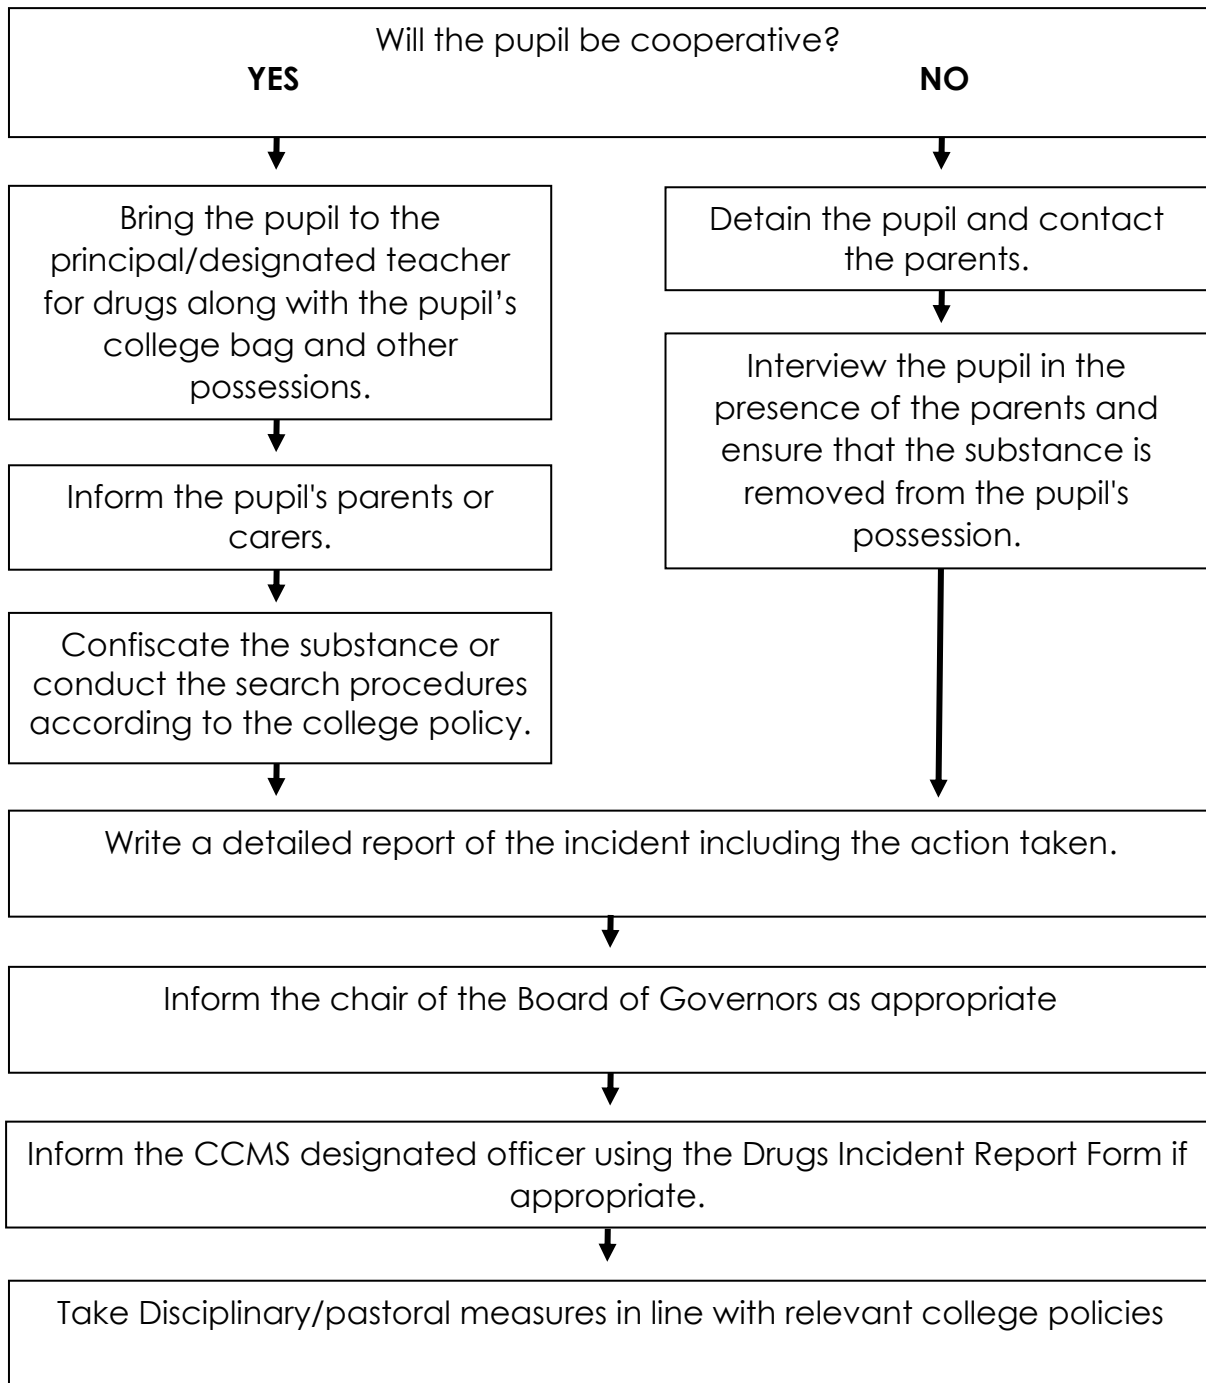 Will the pupil be cooperative?
YES
NO
Bring the pupil to the
principal/designated teacher
for drugs along with the pupil’s
college bag and other
possessions.
Inform the pupil's parents or
carers.
Confiscate the substance or
conduct the search procedures
according to the college policy.
Detain the pupil and contact
the parents.
Interview the pupil in the
presence of the parents and
ensure that the substance is
removed from the pupil's
possession.
Write a detailed report of the incident including the action taken.
Inform the chair of the Board of Governors as appropriate
Inform the CCMS designated officer using the Drugs Incident Report Form if
appropriate.
Take Disciplinary/pastoral measures in line with relevant college policies